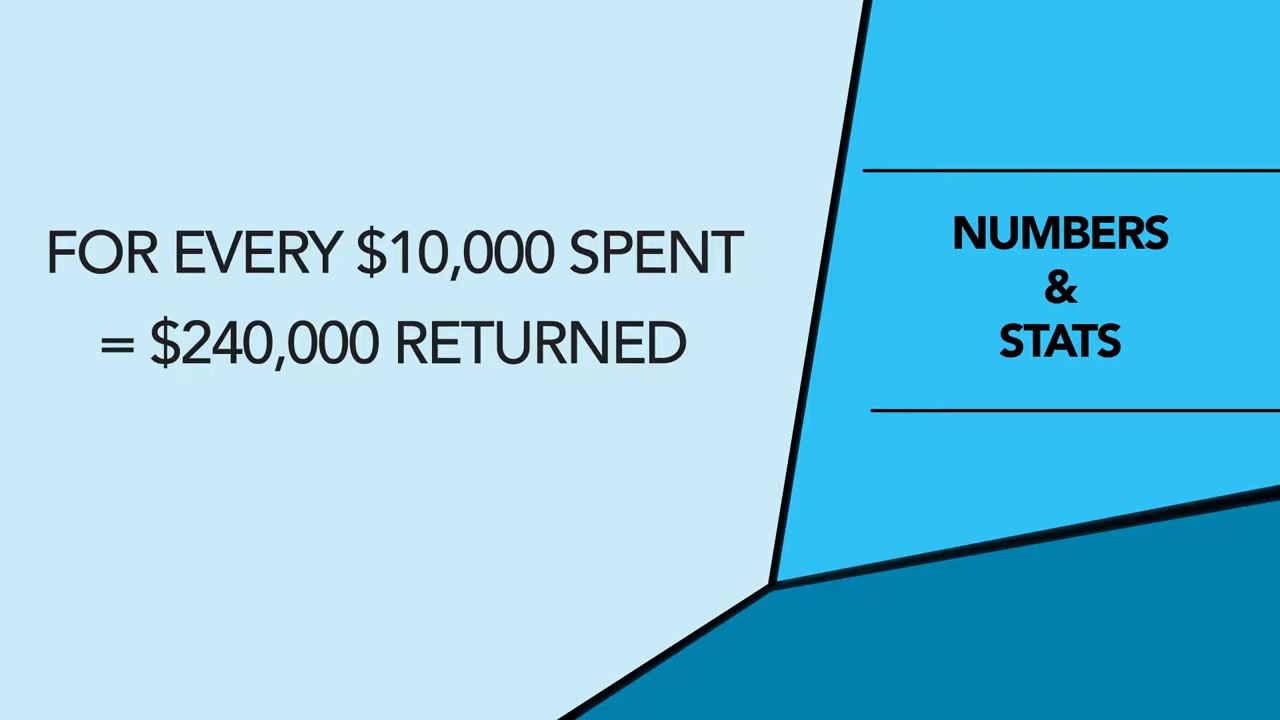 FOR EVERY $10,000 SPENT
= $240,000 RETURNED
NUMBERS
&
STATS